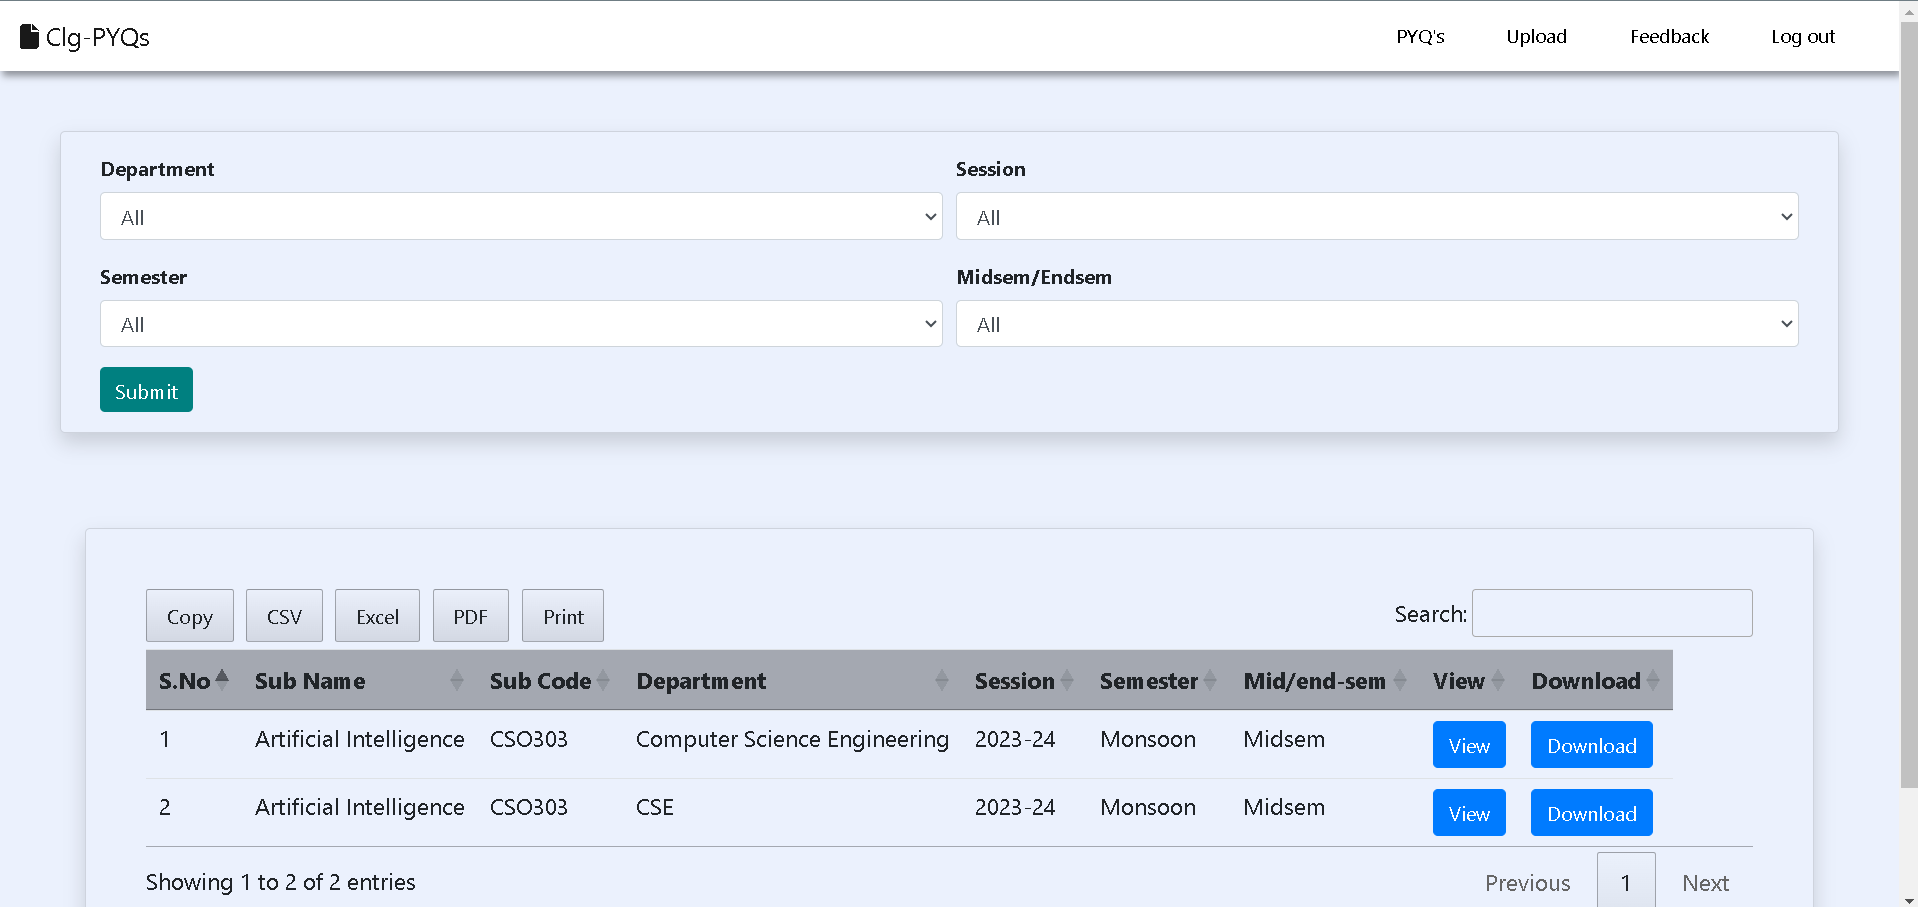 Clg-PYQs PYQ's Upload Feedback Log out
Department Session
All All
Semester Midsem/Endsem
All All
Submit
Copy CSV Excel PDF Print Search:
S.No Sub Name Sub Code Department Session Semester Mid/end-sem View Download
1 Artificial Intelligence CSO303 Computer Science Engineering 2023-24 Monsoon Midsem View Download
2 Artificial Intelligence CSO303 CSE 2023-24 Monsoon Midsem View Download
Showing 1 to 2 of 2 entries Previous 1 Next